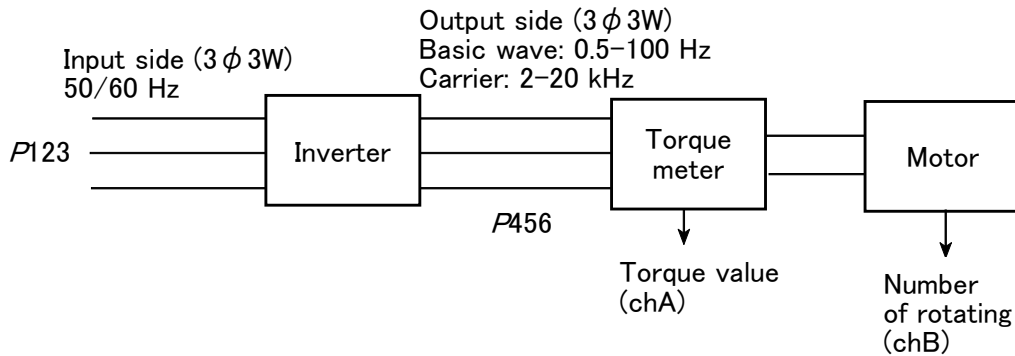 Input side (3φ3W)
50/60 Hz
Output side (3φ3W)
Basic wave: 0.5-100 Hz
Carrier: 2-20 kHz
P123
Inverter
P456
Torque
meter
Motor
Torque value
(chA)
Number
of rotating
(chB)